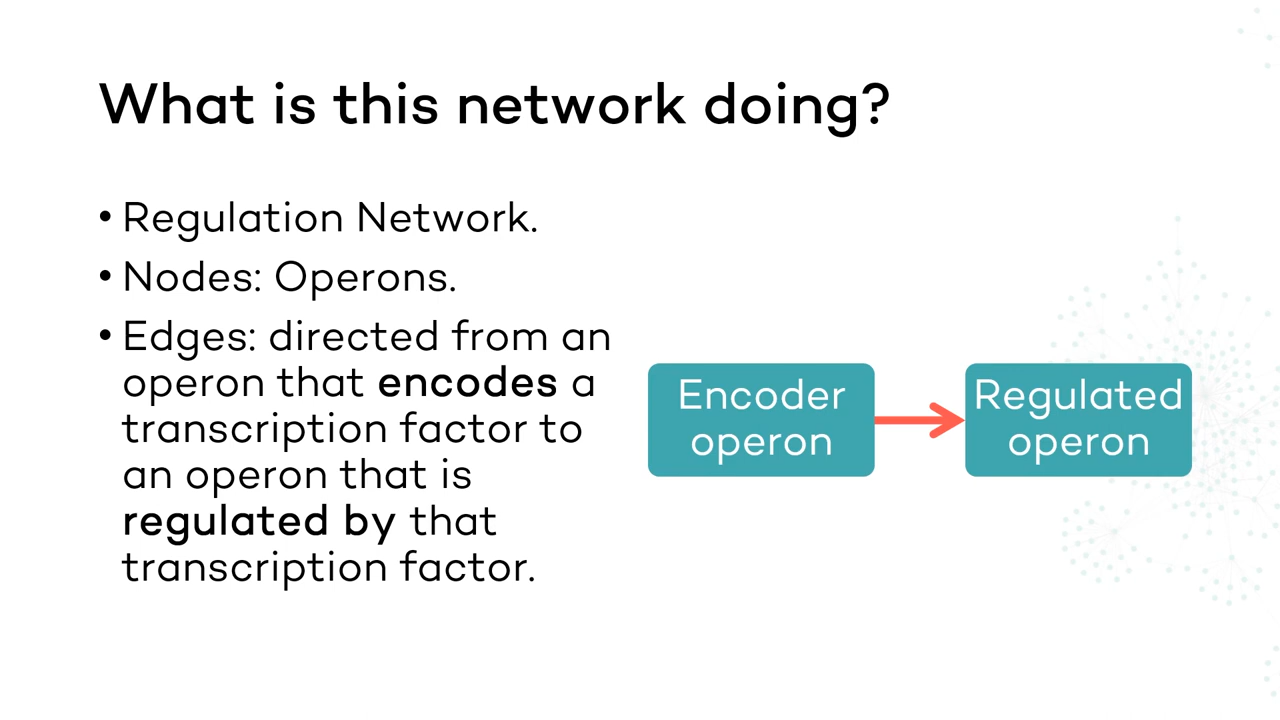 What is this network doing?
• Regulation Network.
• Nodes: Operons.
• Edges: directed from an
operon that encodes a
transcription factor to
an operon that is
regulated by that
transcription factor.
Encoder
operon
Regulated
operon